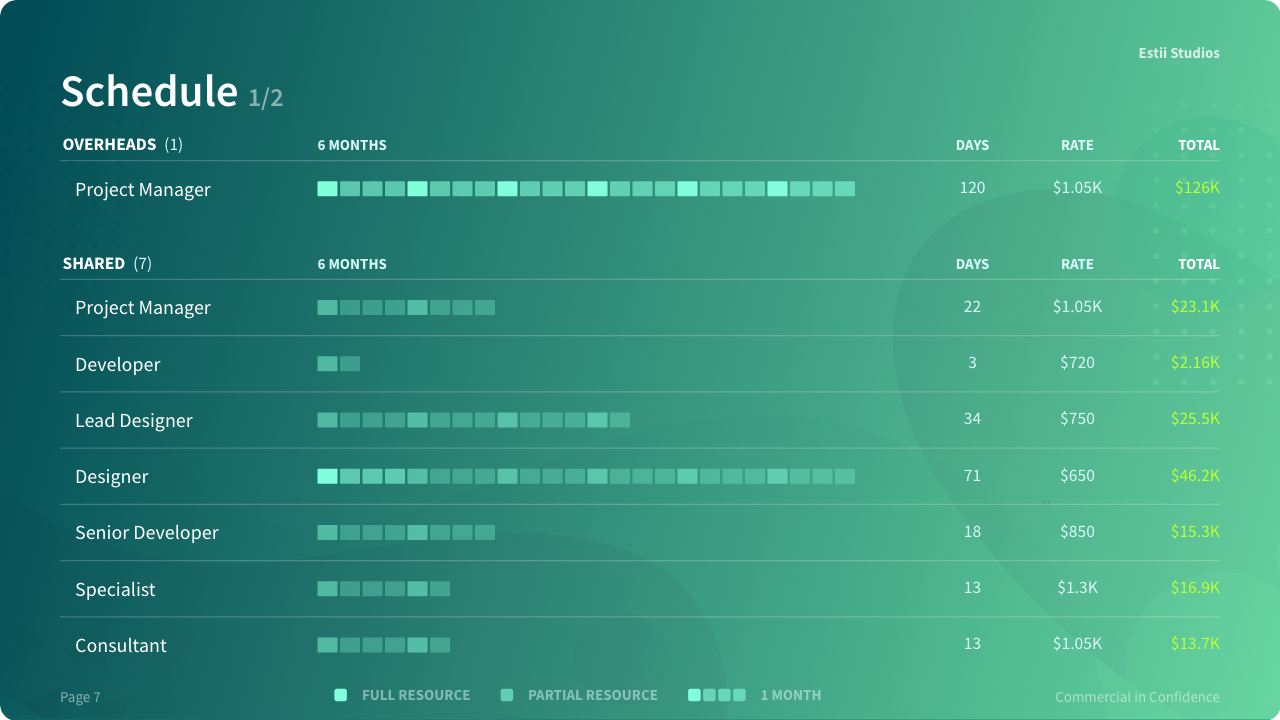 Estii Studios
Schedule 1/2
OVERHEADS (1) 6 MONTHS DAYS RATE TOTAL
Project Manager 120 $1.05K $126K
SHARED (7) 6 MONTHS DAYS RATE TOTAL
Project Manager 22 $1.05K $23.1K
Developer 3 $720 $2.16K
Lead Designer 34 $750 $25.5K
Designer 71 $650 $46.2K
Senior Developer 18 $850 $15.3K
Specialist 13 $1.3K $16.9K
Consultant 13 $1.05K $13.7K
Page 7 FULL RESOURCE PARTIAL RESOURCE 1 MONTH Commercial in Confidence